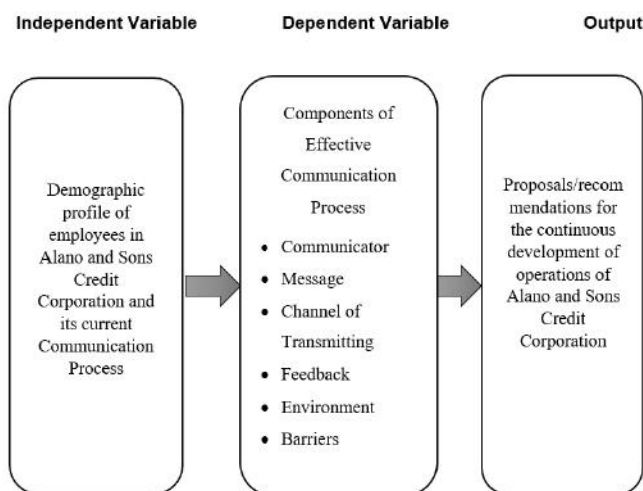 Independent Variable
Dependent Variable
Output
Demographic
profile of
employees in
Alano and Sons
Credit
Corporation and
its current
Communication
Process
Components of
Effective
Communication
Process
• Communicator
• Message
• Channel of
Transmitting
• Feedback
• Environment
• Barriers
Proposals/recom
mendations for
the continuous
development of
operations of
Alano and Sons
Credit
Corporation